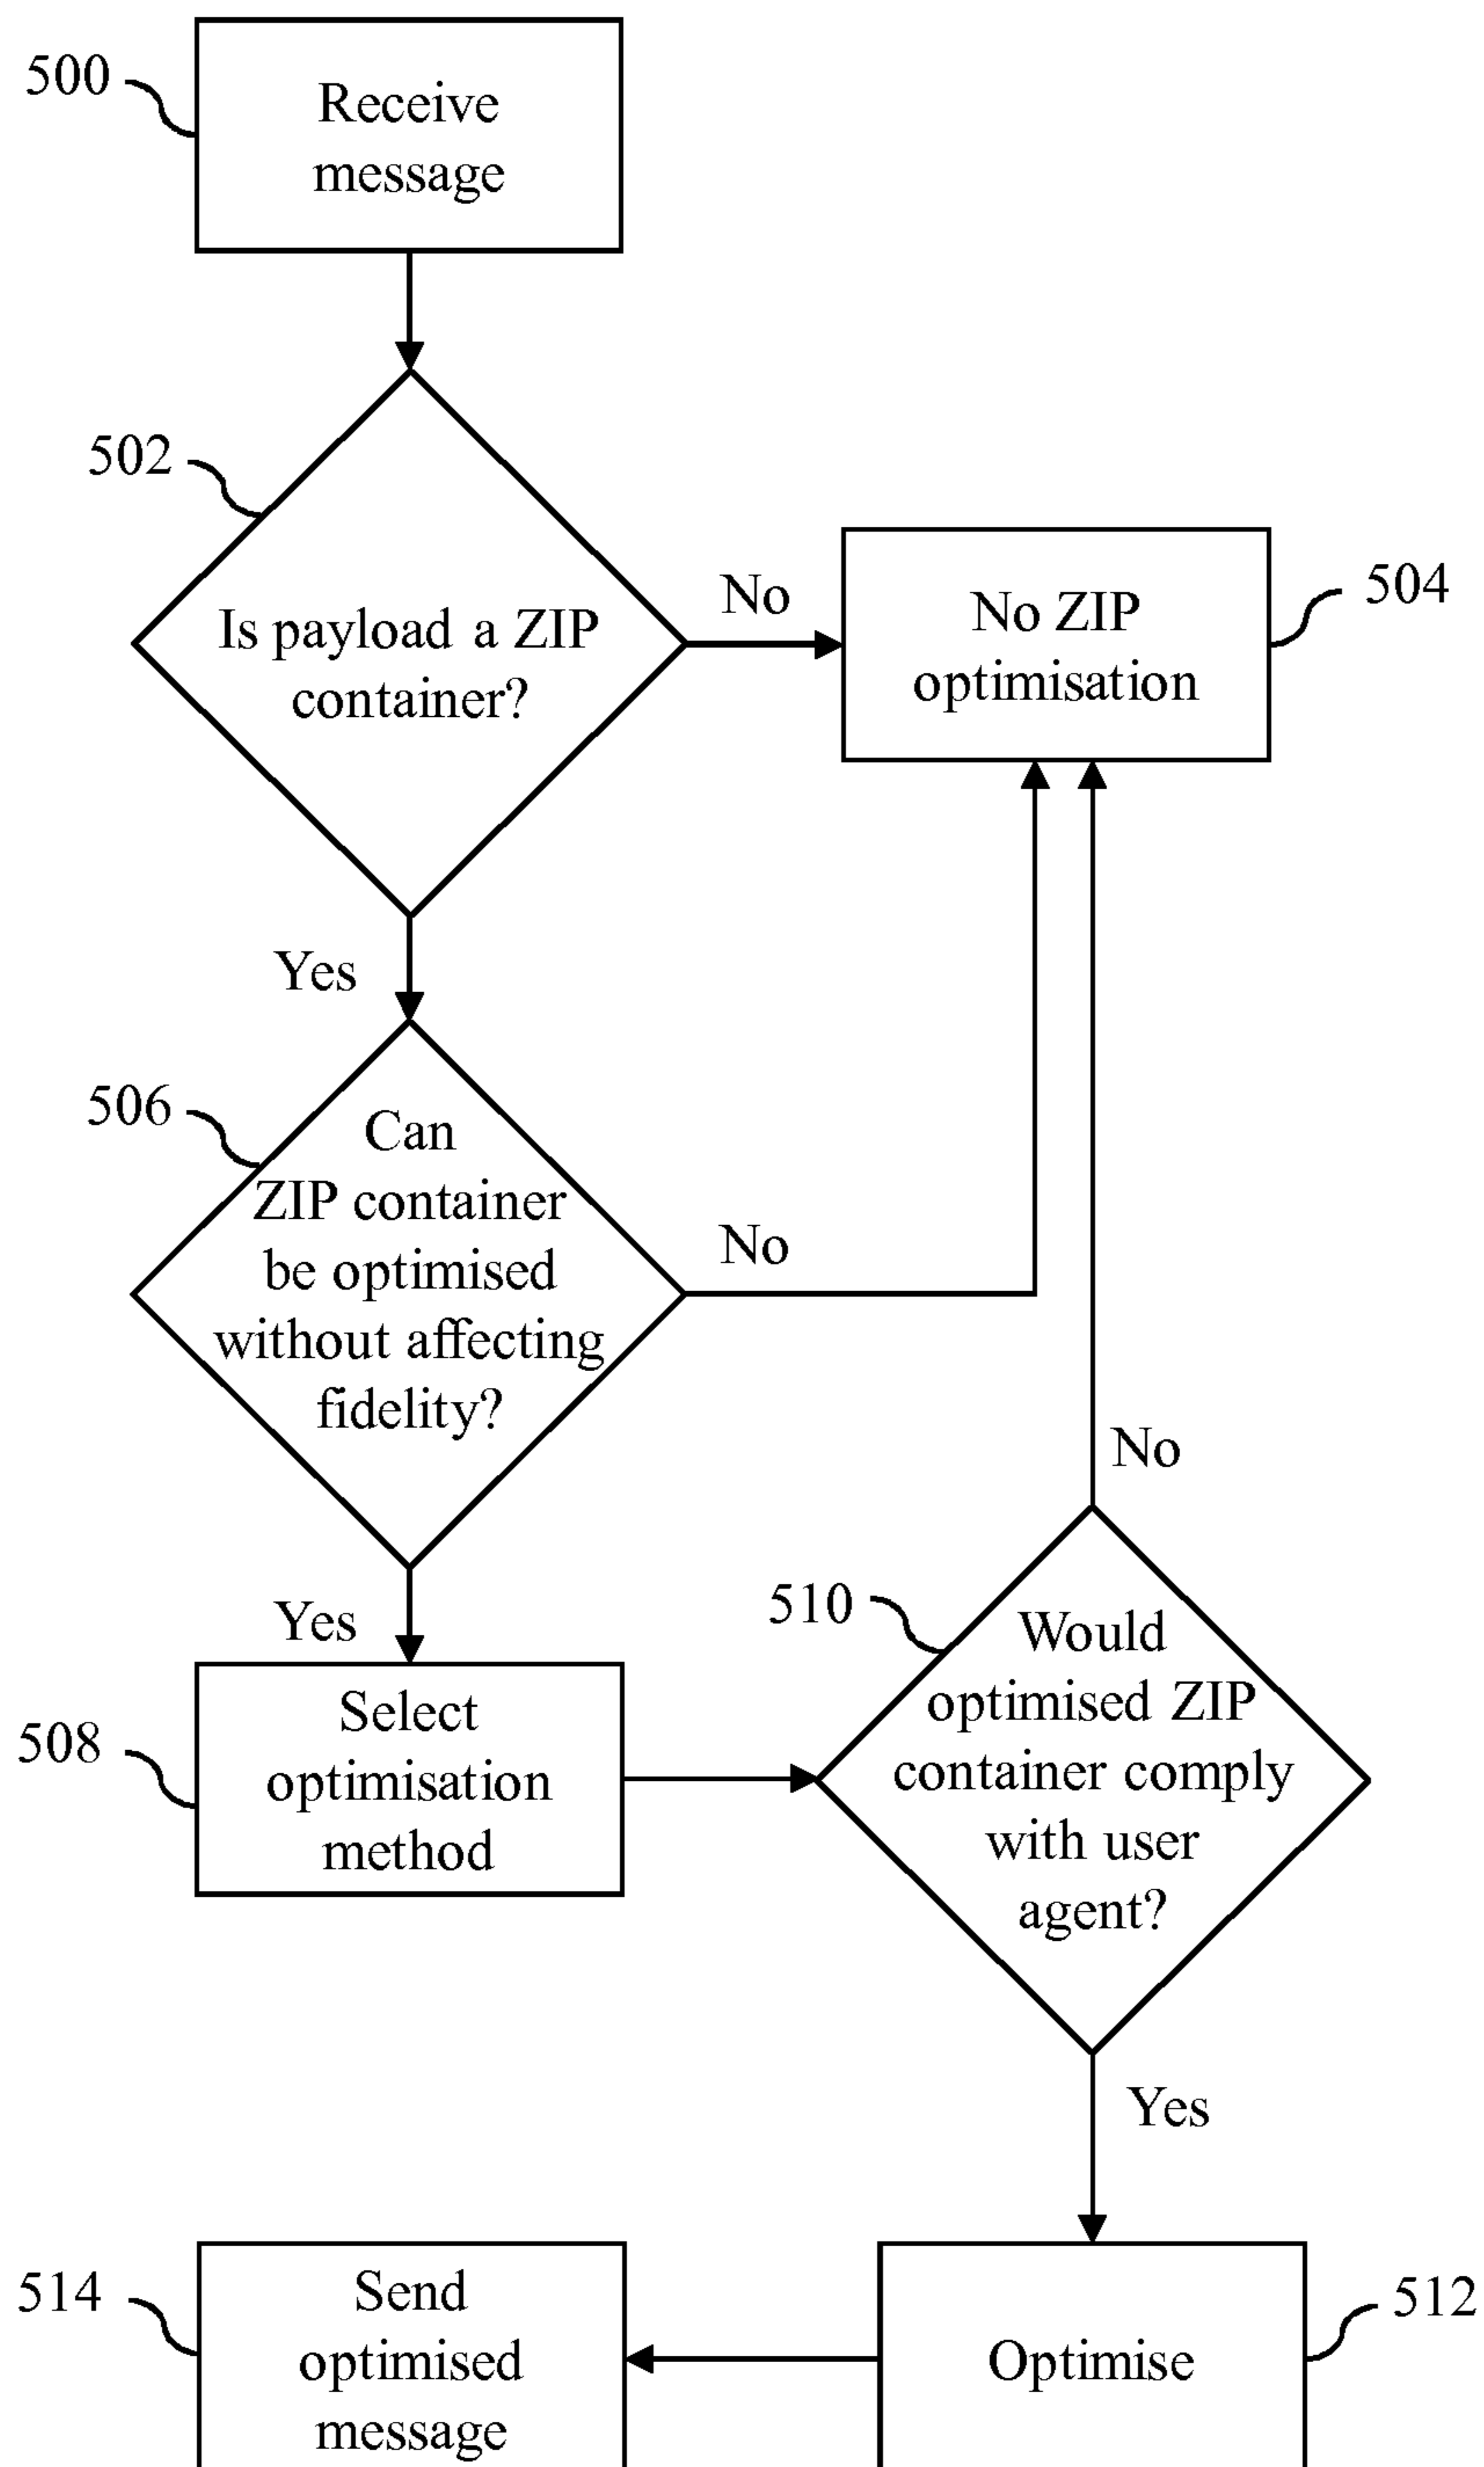 500
Receive
message
502
Is payload a ZIP
container?
No
No ZIP
optimisation
504
Yes
506
Can
ZIP container
be optimised
without affecting
fidelity?
No
Yes
508
Select
optimisation
method
510
Would
optimised ZIP
container comply
with user
agent?
No
Yes
512
Optimise
514
Send
optimised
message